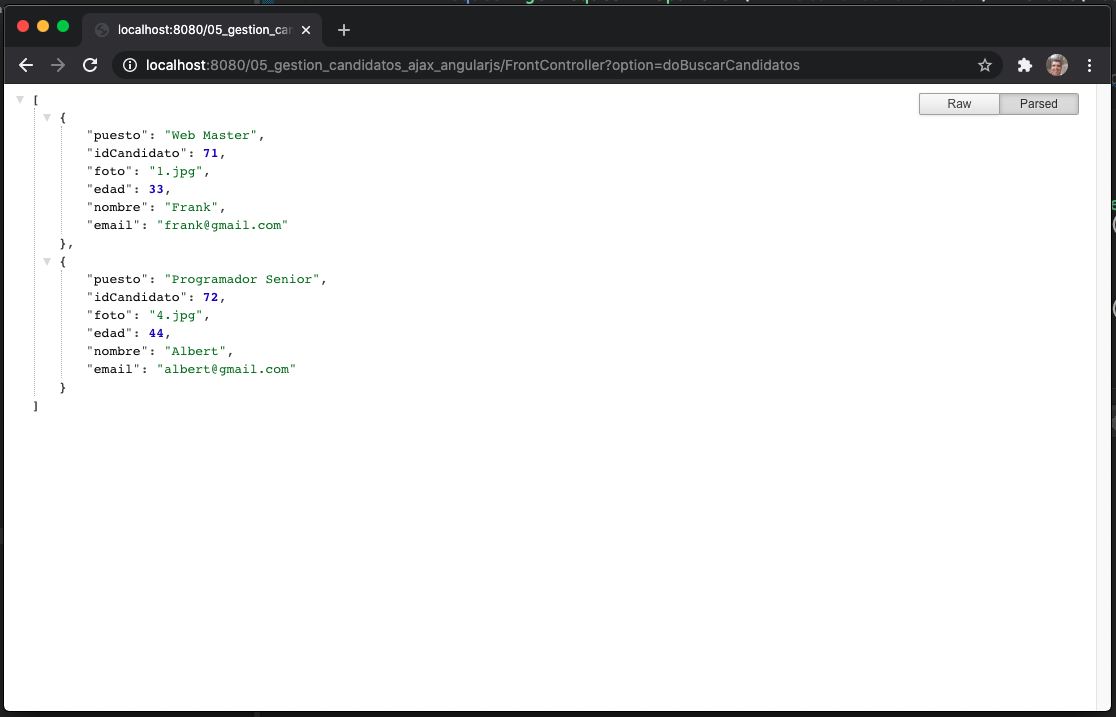 localhost:8080/05_gestion_can
localhost:8080/05_gestion_candidatos_ajax_angularjs/FrontController?option=doBuscarCandidatos
Raw Parsed
[
{
"puesto": "Web Master",
"idCandidato": 71,
"foto": "1.jpg",
"edad": 33,
"nombre": "Frank",
"email": "frank@gmail.com"
},
{
"puesto": "Programador Senior",
"idCandidato": 72,
"foto": "4.jpg",
"edad": 44,
"nombre": "Albert",
"email": "albert@gmail.com"
}
]